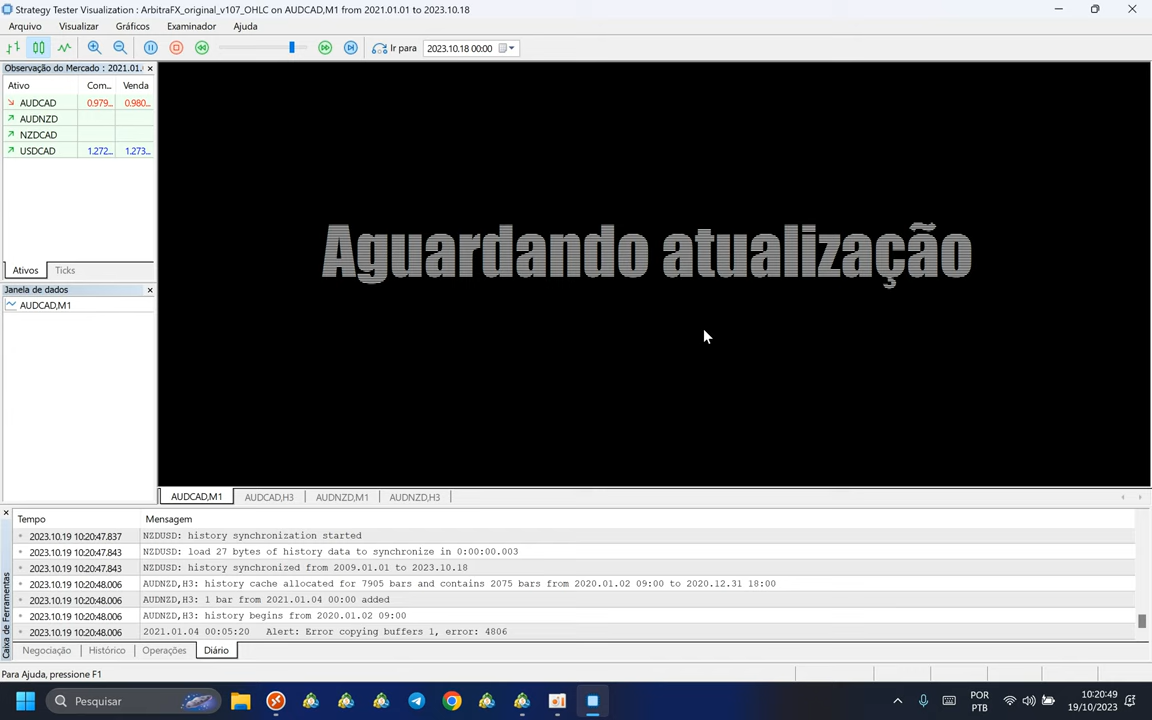 Strategy Tester Visualization : ArbitraFX_original_v107_OHLC on AUDCAD,M1 from 2021.01.01 to 2023.10.18
Arquivo Visualizar Gráficos Examinador Ajuda
Ir para 2023.10.18 00:00
Observação do Mercado : 2021.01.
Ativo Com... Venda
AUDCAD 0.979... 0.980...
AUDNZD
NZDCAD
USDCAD 1.272... 1.273...
Ativos Ticks
Janela de dados
AUDCAD,M1
Aguardando atualização
AUDCAD,M1 AUDCAD,H3 AUDNZD,M1 AUDNZD,H3
Tempo Mensagem
2023.10.19 10:20:47.837 NZDUSD: history synchronization started
2023.10.19 10:20:47.843 NZDUSD: load 27 bytes of history data to synchronize in 0:00:00.003
2023.10.19 10:20:47.843 NZDUSD: history synchronized from 2009.01.01 to 2023.10.18
2023.10.19 10:20:48.006 AUDNZD,H3: history cache allocated for 7905 bars and contains 2075 bars from 2020.01.02 09:00 to 2020.12.31 18:00
2023.10.19 10:20:48.006 AUDNZD,H3: 1 bar from 2021.01.04 00:00 added
2023.10.19 10:20:48.006 AUDNZD,H3: history begins from 2020.01.02 09:00
2023.10.19 10:20:48.006 2021.01.04 00:05:20 Alert: Error copying buffers 1, error: 4806
Caixa de Ferramentas
Negociação Histórico Operações Diário
Para Ajuda, pressione F1
Pesquisar
POR
PTB
10:20:49
19/10/2023